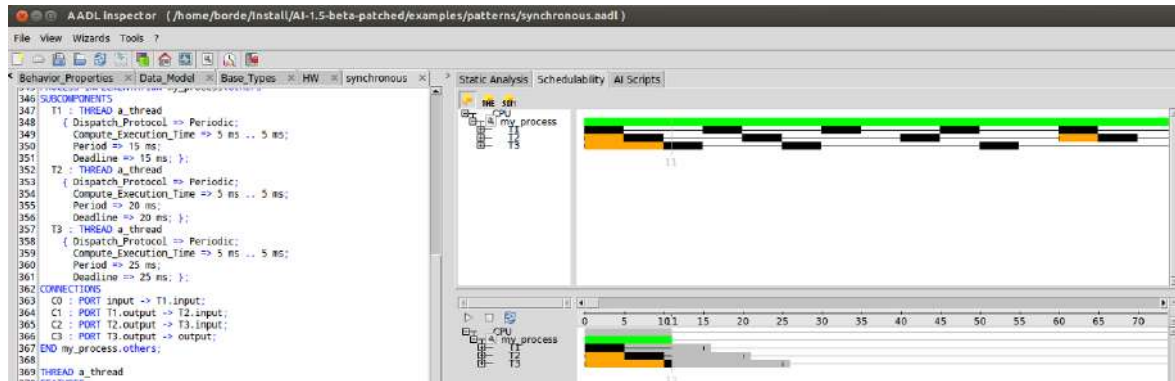 AADL Inspector (/home/borde/Install/AI-1.5-beta-patched/examples/patterns/synchronous.aadl)
File View Wizards Tools ?
Behavior_Properties Data_Model Base_Types HW synchronous
346 SUBCOMPONENTS
347 T1 : THREAD a_thread
348 { Dispatch_Protocol => Periodic;
349 Compute_Execution_Time => 5 ms .. 5 ms;
350 Period => 15 ms;
351 Deadline => 15 ms; };
352 T2 : THREAD a_thread
353 { Dispatch_Protocol => Periodic;
354 Compute_Execution_Time => 5 ms .. 5 ms;
355 Period => 20 ms;
356 Deadline => 20 ms; };
357 T3 : THREAD a_thread
358 { Dispatch_Protocol => Periodic;
359 Compute_Execution_Time => 5 ms .. 5 ms;
360 Period => 25 ms;
361 Deadline => 25 ms; };
362 CONNECTIONS
363 C0 : PORT input -> T1.input;
364 C1 : PORT T1.output -> T2.input;
365 C2 : PORT T2.output -> T3.input;
366 C3 : PORT T3.output -> output;
367 END my_process.others;
368
369 THREAD a_thread
Static Analysis Schedulability AI Scripts
THE
CPU
my_process
T1
T2
T3
11
0 5 10 11 15 20 25 30 35 40 45 50 55 60 65 70
CPU
my_process
T1
T2
T3